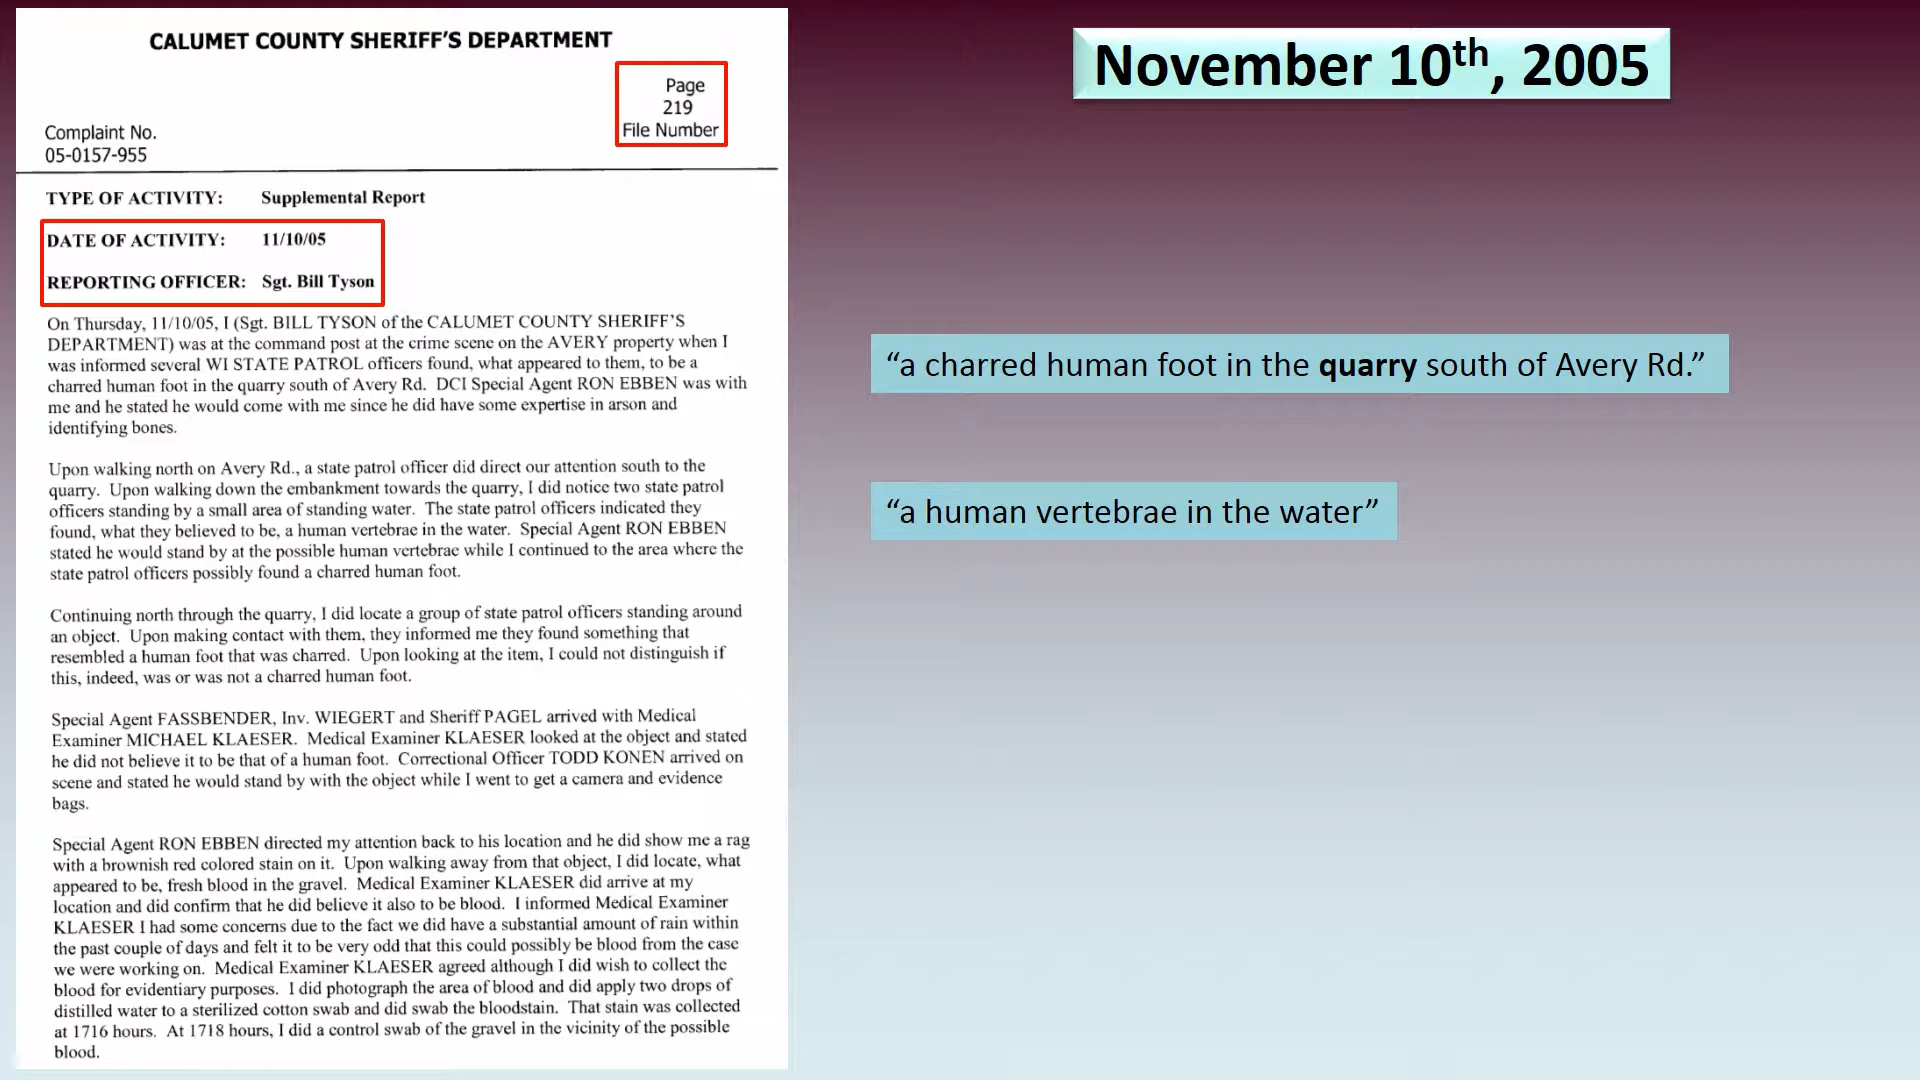 CALUMET COUNTY SHERIFF'S DEPARTMENT
Page
219
File Number
Complaint No.
05-0157-955
TYPE OF ACTIVITY: Supplemental Report
DATE OF ACTIVITY: 11/10/05
REPORTING OFFICER: Sgt. Bill Tyson
On Thursday, 11/10/05, I (Sgt. BILL TYSON of the CALUMET COUNTY SHERIFF'S
DEPARTMENT) was at the command post at the crime scene on the AVERY property when I
was informed several WI STATE PATROL officers found, what appeared to them, to be a
charred human foot in the quarry south of Avery Rd. DCI Special Agent RON EBBEN was with
me and he stated he would come with me since he did have some expertise in arson and
identifying bones.
Upon walking north on Avery Rd., a state patrol officer did direct our attention south to the
quarry. Upon walking down the embankment towards the quarry, I did notice two state patrol
officers standing by a small area of standing water. The state patrol officers indicated they
found, what they believed to be, a human vertebrae in the water. Special Agent RON EBBEN
stated he would stand by at the possible human vertebrae while I continued to the area where the
state patrol officers possibly found a charred human foot.
Continuing north through the quarry, I did locate a group of state patrol officers standing around
an object. Upon making contact with them, they informed me they found something that
resembled a human foot that was charred. Upon looking at the item, I could not distinguish if
this, indeed, was or was not a charred human foot.
Special Agent FASSBENDER, Inv. WIEGERT and Sheriff PAGEL arrived with Medical
Examiner MICHAEL KLAESER. Medical Examiner KLAESER looked at the object and stated
he did not believe it to be that of a human foot. Correctional Officer TODD KONEN arrived on
scene and stated he would stand by with the object while I went to get a camera and evidence
bags.
Special Agent RON EBBEN directed my attention back to his location and he did show me a rag
with a brownish red colored stain on it. Upon walking away from that object, I did locate, what
appeared to be, fresh blood in the gravel. Medical Examiner KLAESER did arrive at my
location and did confirm that he did believe it also to be blood. I informed Medical Examiner
KLAESER I had some concerns due to the fact we did have a substantial amount of rain within
the past couple of days and felt it to be very odd that this could possibly be blood from the case
we were working on. Medical Examiner KLAESER agreed although I did wish to collect the
blood for evidentiary purposes. I did photograph the area of blood and did apply two drops of
distilled water to a sterilized cotton swab and did swab the bloodstain. That stain was collected
at 1716 hours. At 1718 hours, I did a control swab of the gravel in the vicinity of the possible
blood.
November 10th, 2005
“a charred human foot in the quarry south of Avery Rd.”
“a human vertebrae in the water”